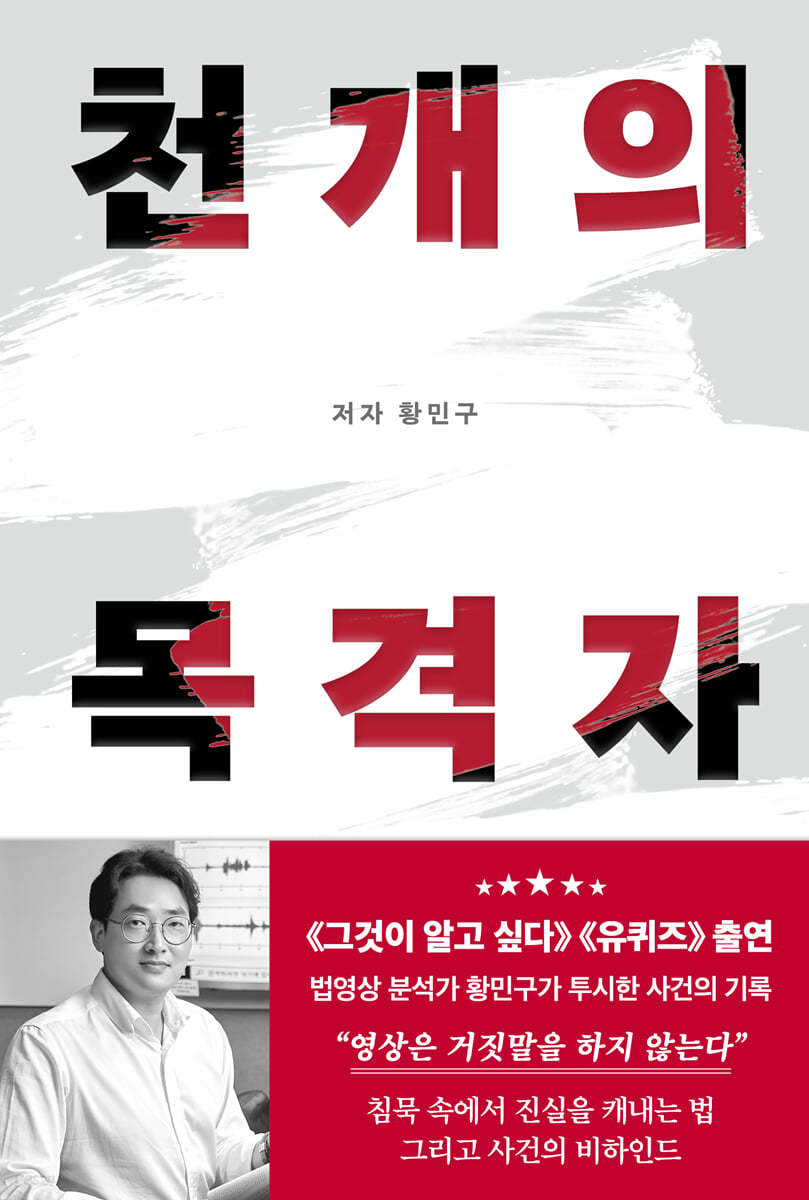 천개의
저자 황민구
목격자
《그것이 알고 싶다》《유퀴즈》 출연
법영상 분석가 황민구가 투시한 사건의 기록
“영상은 거짓말을 하지 않는다”
침묵 속에서 진실을 캐내는 법
그리고 사건의 비하인드